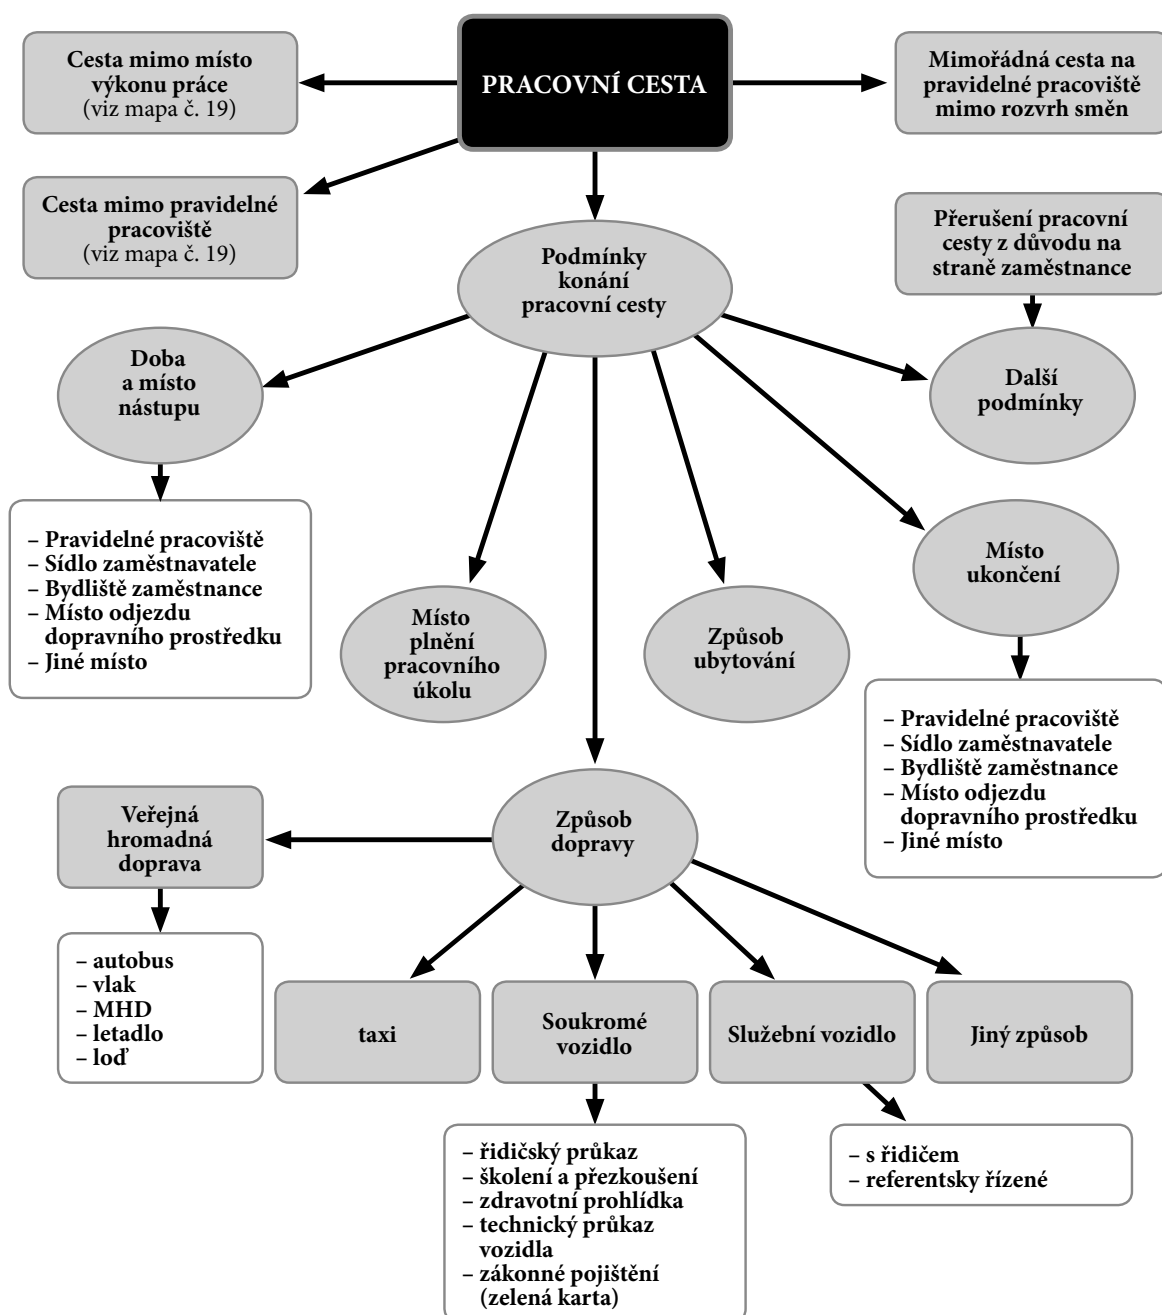 PRACOVNÍ CESTA
Cesta mimo místo
výkonu práce
(viz mapa č. 19)
Mimořádná cesta na
pravidelné pracoviště
mimo rozvrh směn
Cesta mimo pravidelné
pracoviště
(viz mapa č. 19)
Podmínky
konání
pracovní cesty
Přerušení pracovní
cesty z důvodu na
straně zaměstnance
Doba
a místo
nástupu
Další
podmínky
– Pravidelné pracoviště
– Sídlo zaměstnavatele
– Bydliště zaměstnance
– Místo odjezdu
dopravního prostředku
– Jiné místo
Místo
plnění
pracovního
úkolu
Způsob
ubytování
Místo
ukončení
– Pravidelné pracoviště
– Sídlo zaměstnavatele
– Bydliště zaměstnance
– Místo odjezdu
dopravního prostředku
– Jiné místo
Způsob
dopravy
Veřejná
hromadná
doprava
– autobus
– vlak
– MHD
– letadlo
– loď
taxi
Soukromé
vozidlo
Služební vozidlo
Jiný způsob
– řidičský průkaz
– školení a přezkoušení
– zdravotní prohlídka
– technický průkaz
vozidla
– zákonné pojištění
(zelená karta)
– s řidičem
– referentsky řízené